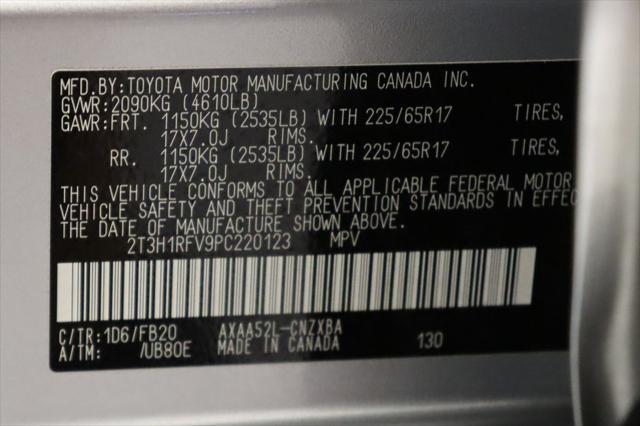 MFD.BY:TOYOTA MOTOR MANUFACTURING CANADA INC.
GVWR:2090KG (4610LB)
GAWR:FRT. 1150KG (2535LB) WITH 225/65R17 TIRES,
17X7.0J RIMS.
RR. 1150KG (2535LB) WITH 225/65R17 TIRES,
17X7.0J RIMS.
THIS VEHICLE CONFORMS TO ALL APPLICABLE FEDERAL MOTOR
VEHICLE SAFETY AND THEFT PREVENTION STANDARDS IN EFFEC
THE DATE OF MANUFACTURE SHOWN ABOVE.
2T3H1RFV9PC220123 MPV
C/TR:1D6/FB20 AXAA52L-CNZXBA
A/TM: /UB80E MADE IN CANADA 130